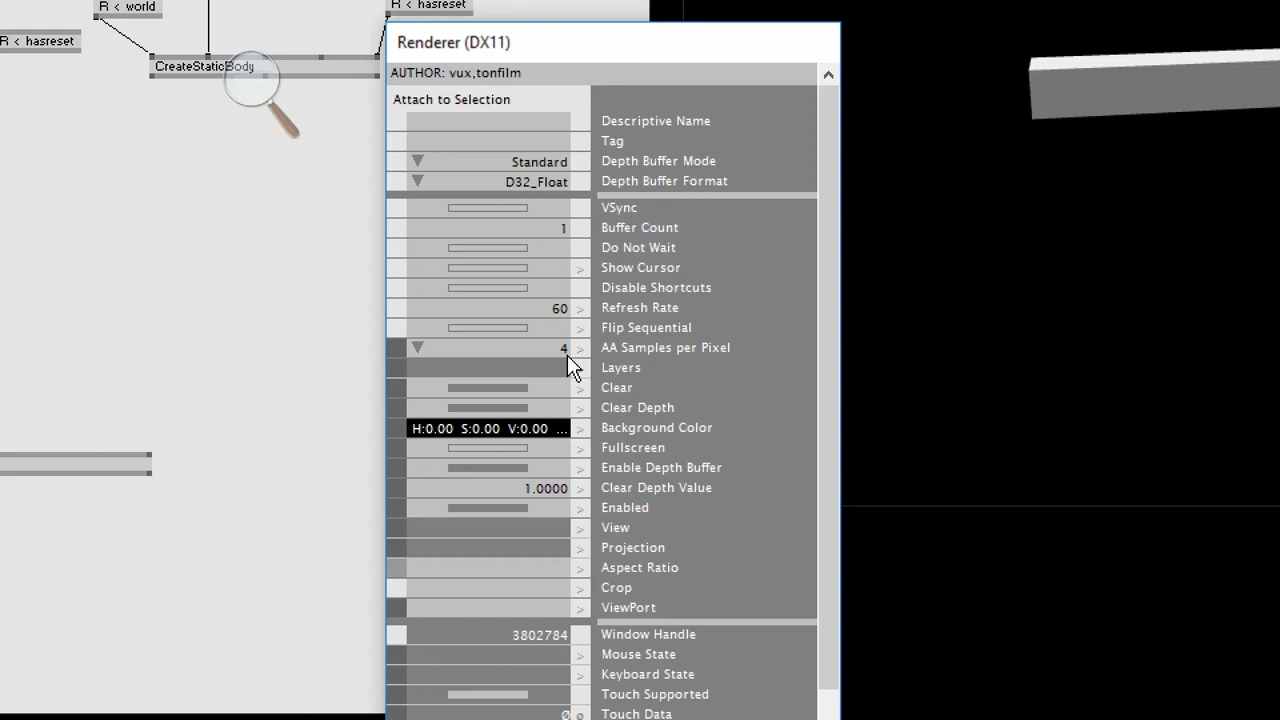 R < world
R < hasreset
R < hasreset
CreateStaticBody
Renderer (DX11)
AUTHOR: vux,tonfilm
Attach to Selection
Descriptive Name
Tag
Standard Depth Buffer Mode
D32_Float Depth Buffer Format
VSync
1 Buffer Count
Do Not Wait
> Show Cursor
Disable Shortcuts
60 > Refresh Rate
> Flip Sequential
4 > AA Samples per Pixel
Layers
> Clear
> Clear Depth
H:0.00 S:0.00 V:0.00 ... > Background Color
> Fullscreen
> Enable Depth Buffer
1.0000 > Clear Depth Value
> Enabled
> View
> Projection
> Aspect Ratio
> Crop
> ViewPort
3802784 Window Handle
> Mouse State
> Keyboard State
> Touch Supported
Ø o Touch Data